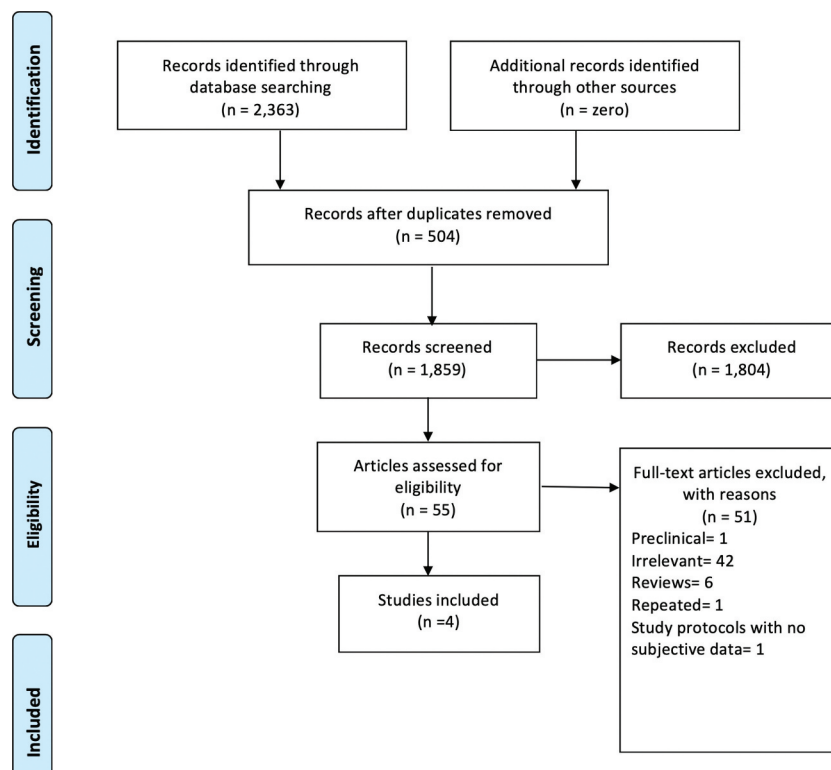 Identification
Records identified through
database searching
(n = 2,363)
Additional records identified
through other sources
(n = zero)
Records after duplicates removed
(n = 504)
Screening
Records screened
(n = 1,859)
Records excluded
(n = 1,804)
Eligibility
Articles assessed for
eligibility
(n = 55)
Full-text articles excluded,
with reasons
(n = 51)
Preclinical= 1
Irrelevant= 42
Reviews= 6
Repeated= 1
Study protocols with no
subjective data= 1
Studies included
(n =4)
Included